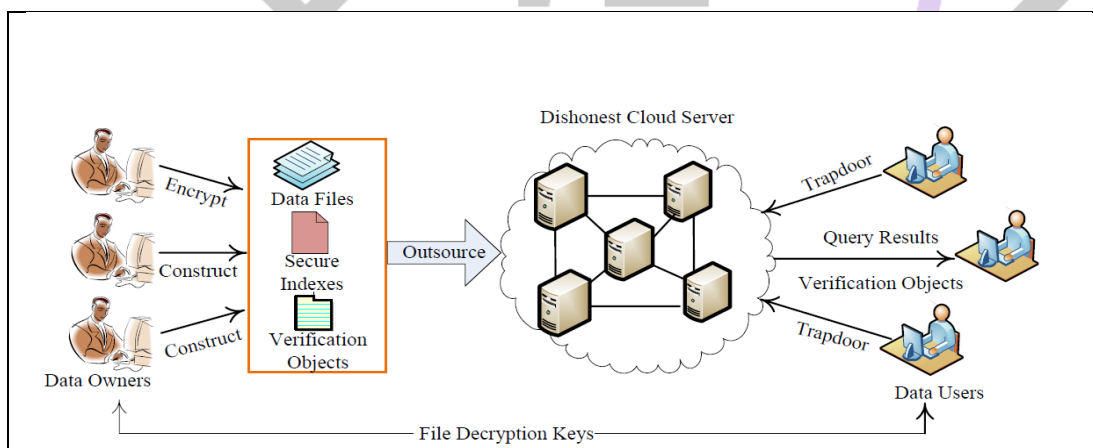 Dishonest Cloud Server
Encrypt
Data Files
Trapdoor
Construct
Secure
Indexes
Outsource
Query Results
Verification Objects
Construct
Verification
Objects
Trapdoor
Data Owners
Data Users
File Decryption Keys